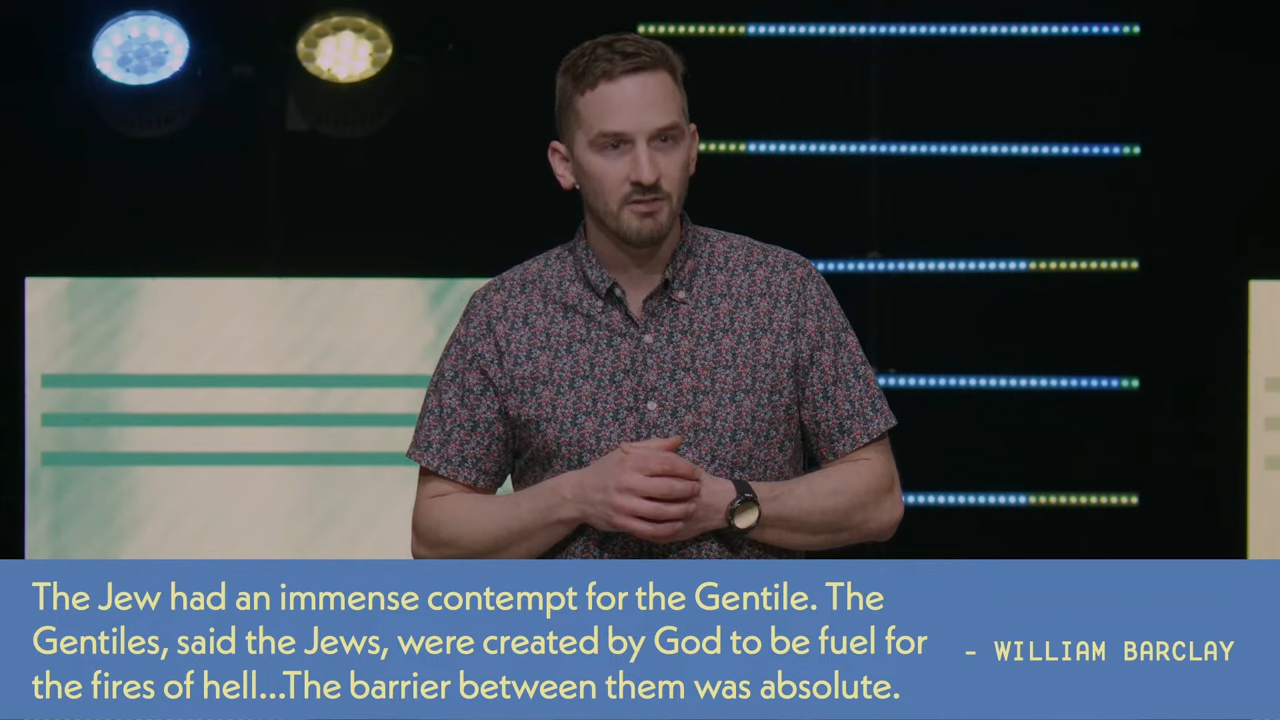 The Jew had an immense contempt for the Gentile. The
Gentiles, said the Jews, were created by God to be fuel for
the fires of hell...The barrier between them was absolute.
- WILLIAM BARCLAY